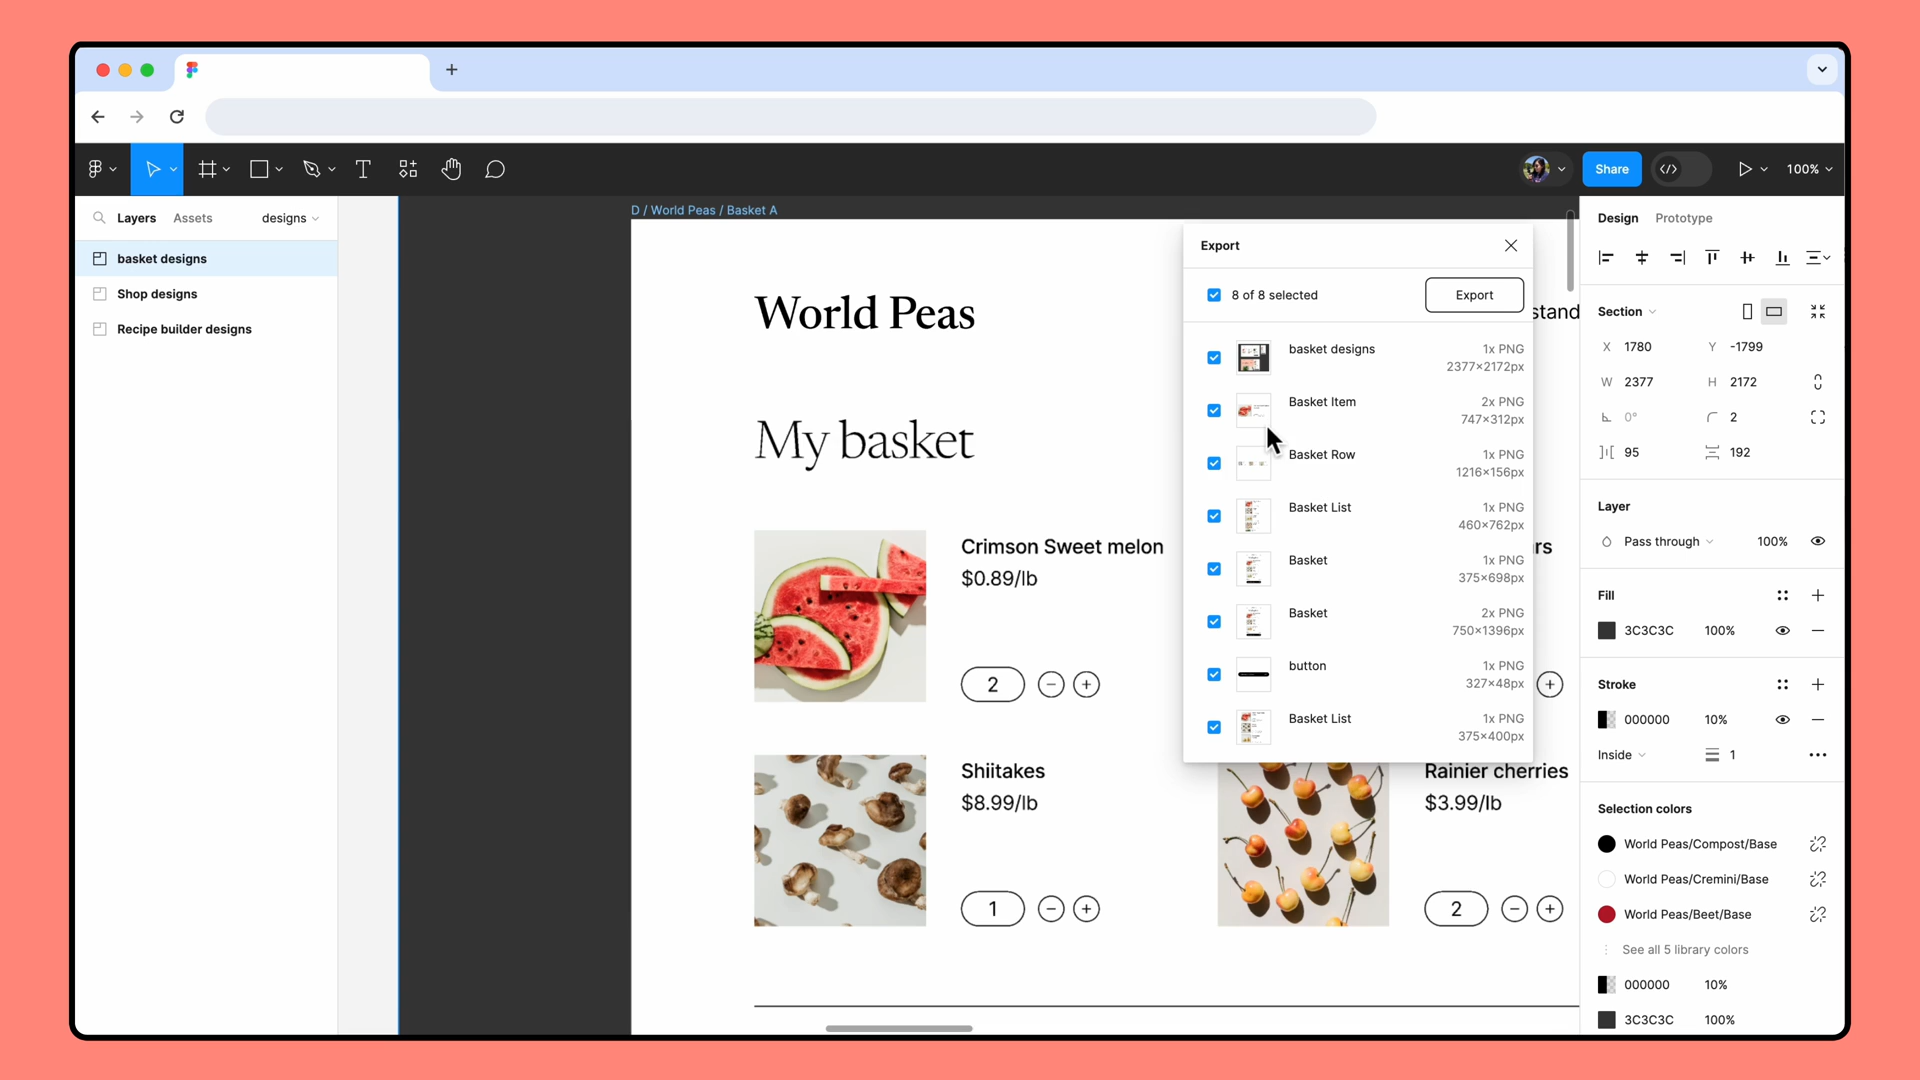 Share
100%
Layers
Assets
designs
basket designs
Shop designs
Recipe builder designs
D / World Peas / Basket A
World Peas
stand
My basket
Crimson Sweet melon
$0.89/lb
2
rs
Shiitakes
$8.99/lb
1
Rainier cherries
$3.99/lb
2
Export
8 of 8 selected
Export
basket designs
1x PNG
2377×2172px
Basket Item
2x PNG
747×312px
Basket Row
1x PNG
1216×156px
Basket List
1x PNG
460×762px
Basket
1x PNG
375×698px
Basket
2x PNG
750×1396px
button
1x PNG
327×48px
Basket List
1x PNG
375×400px
Design
Prototype
Section
X 1780
Y -1799
W 2377
H 2172
0°
2
95
192
Layer
Pass through
100%
Fill
3C3C3C
100%
Stroke
000000
10%
Inside
1
Selection colors
World Peas/Compost/Base
World Peas/Cremini/Base
World Peas/Beet/Base
See all 5 library colors
000000
10%
3C3C3C
100%